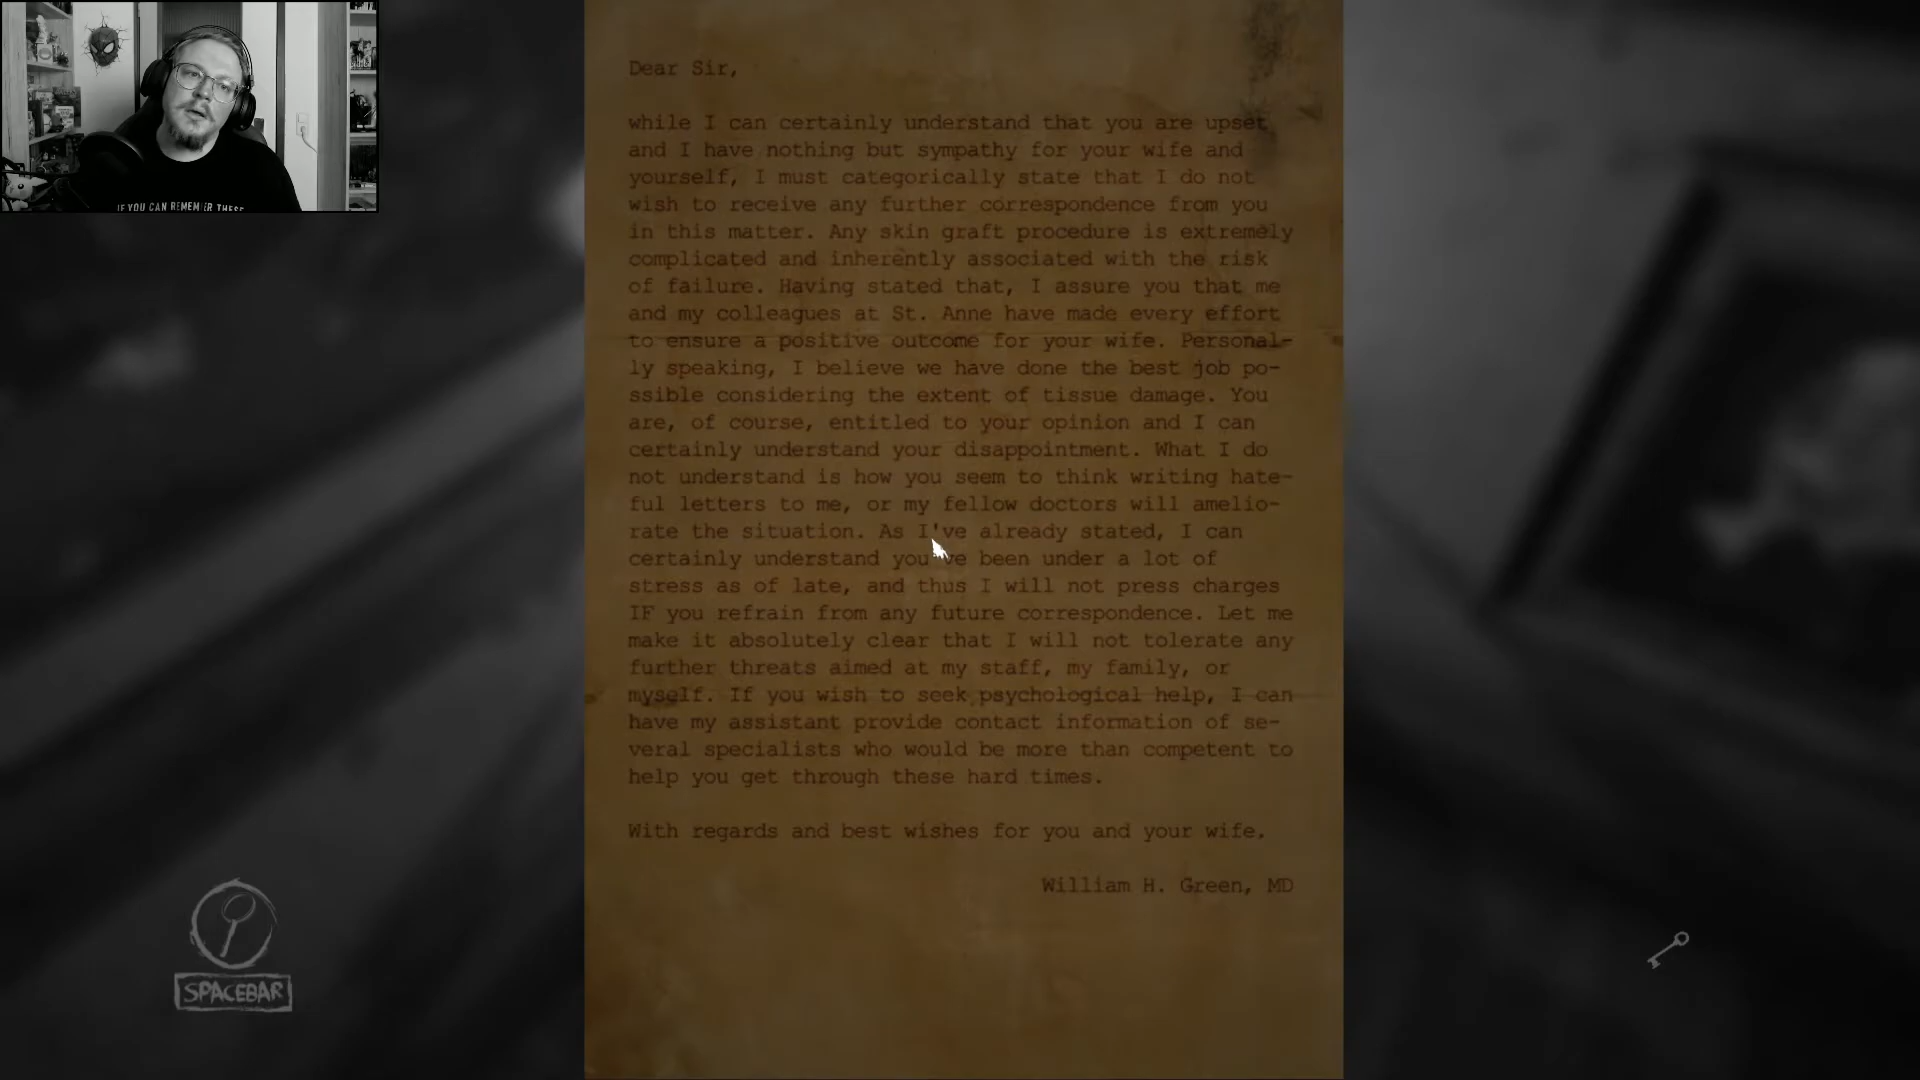 IF YOU CAN REMEMBER THESE
Dear Sir,
while I can certainly understand that you are upset
and I have nothing but sympathy for your wife and
yourself, I must categorically state that I do not
wish to receive any further correspondence from you
in this matter. Any skin graft procedure is extremely
complicated and inherently associated with the risk
of failure. Having stated that, I assure you that me
and my colleagues at St. Anne have made every effort
to ensure a positive outcome for your wife. Personal-
ly speaking, I believe we have done the best job po-
ssible considering the extent of tissue damage. You
are, of course, entitled to your opinion and I can
certainly understand your disappointment. What I do
not understand is how you seem to think writing hate-
ful letters to me, or my fellow doctors will amelio-
rate the situation. As I've already stated, I can
certainly understand you've been under a lot of
stress as of late, and thus I will not press charges
IF you refrain from any future correspondence. Let me
make it absolutely clear that I will not tolerate any
further threats aimed at my staff, my family, or
myself. If you wish to seek psychological help, I can
have my assistant provide contact information of se-
veral specialists who would be more than competent to
help you get through these hard times.
With regards and best wishes for you and your wife,
William H. Green, MD
SPACEBAR